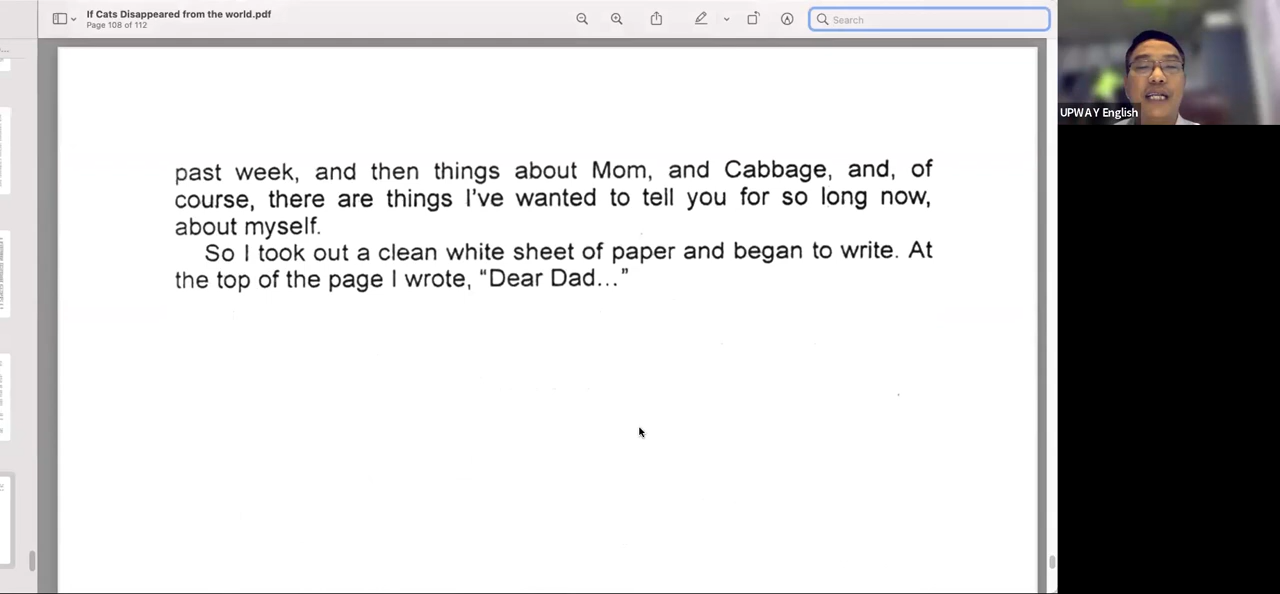 If Cats Disappeared from the world.pdf
Page 108 of 112
Search
UPWAY English
past week, and then things about Mom, and Cabbage, and, of
course, there are things I've wanted to tell you for so long now,
about myself.
So I took out a clean white sheet of paper and began to write. At
the top of the page I wrote, “Dear Dad...”